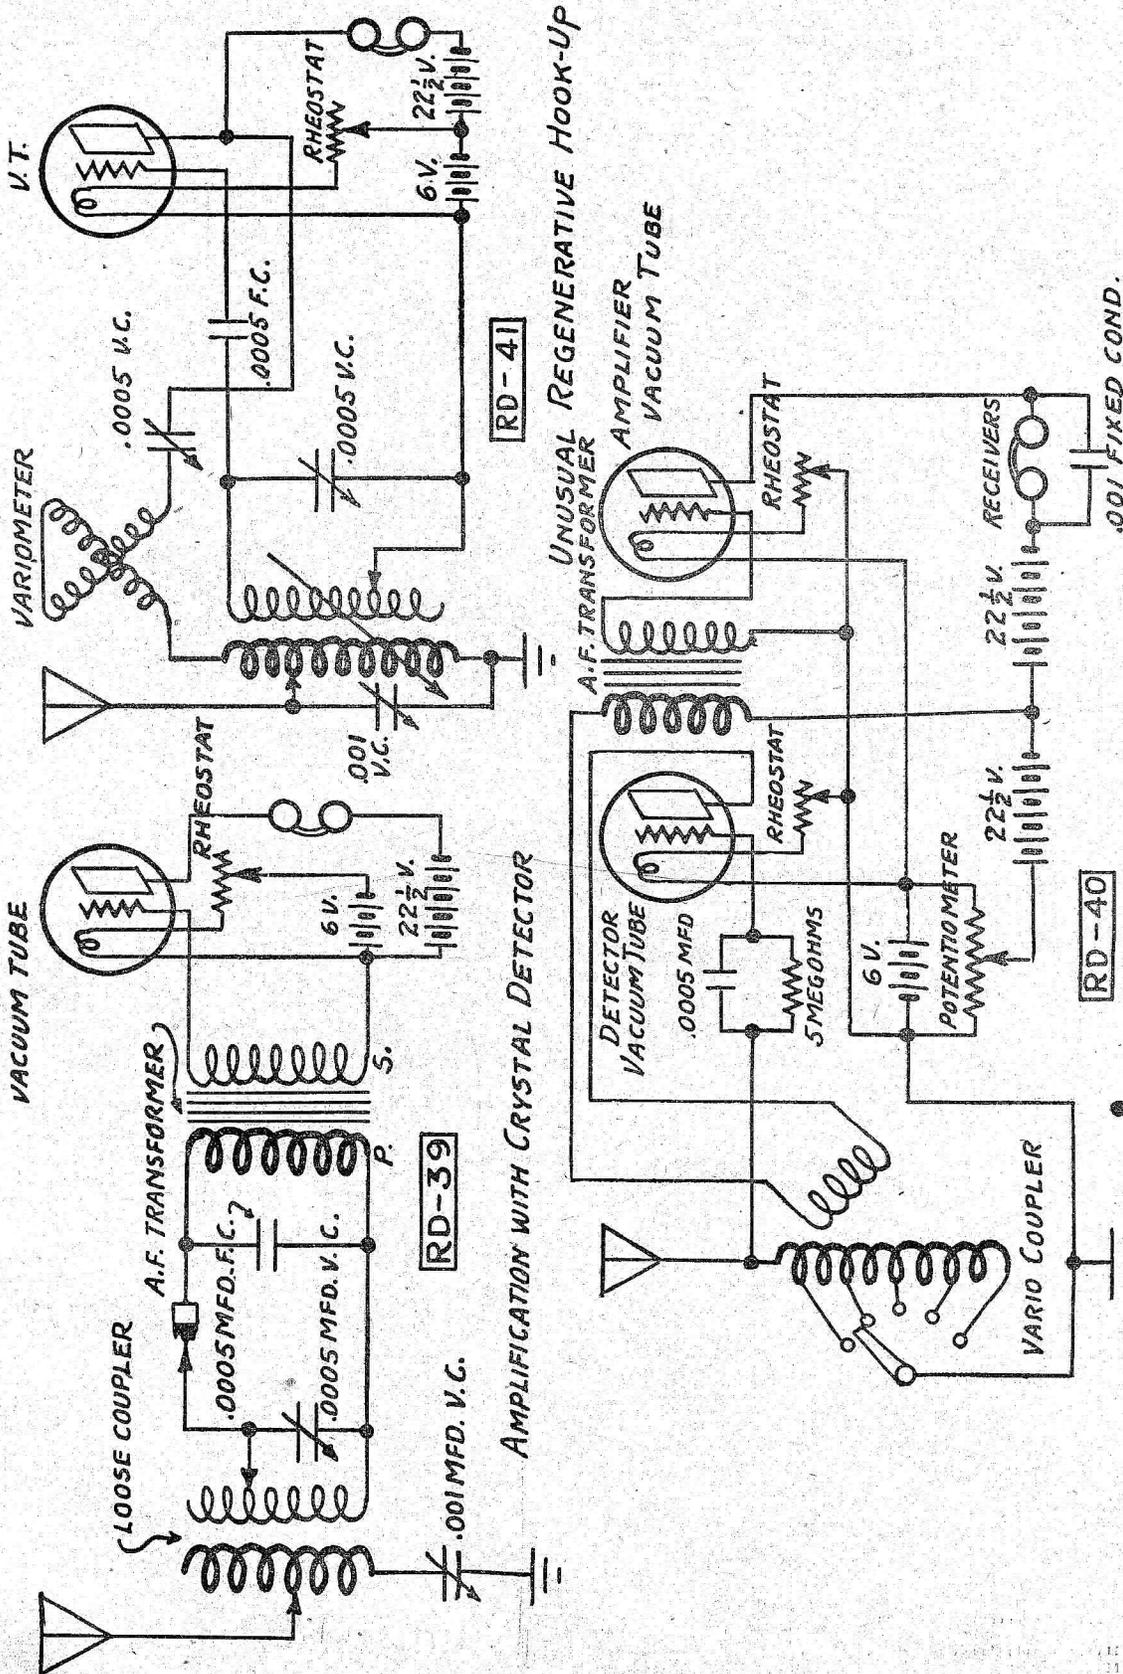 VACUUM TUBE
LOOSE COUPLER
A.F. TRANSFORMER
RHEOSTAT
.0005 MFD. F.C.
.0005 MFD. V. C.
P.
S.
6 V.
22½ V.
.001 MFD. V. C.
RD-39
AMPLIFICATION WITH CRYSTAL DETECTOR
VARIOMETER
V. T.
.0005 V.C.
.0005 F.C.
.0005 V.C.
.001
V.C.
RHEOSTAT
6 V.
22½ V.
RD-41
UNUSUAL REGENERATIVE HOOK-UP
A.F. TRANSFORMER
AMPLIFIER
VACUUM TUBE
DETECTOR
VACUUM TUBE
.0005 MFD
5 MEGOHMS
RHEOSTAT
RHEOSTAT
6 V.
POTENTIOMETER
22½ V.
22½ V.
RECEIVERS
.001 FIXED COND.
VARIO COUPLER
RD-40